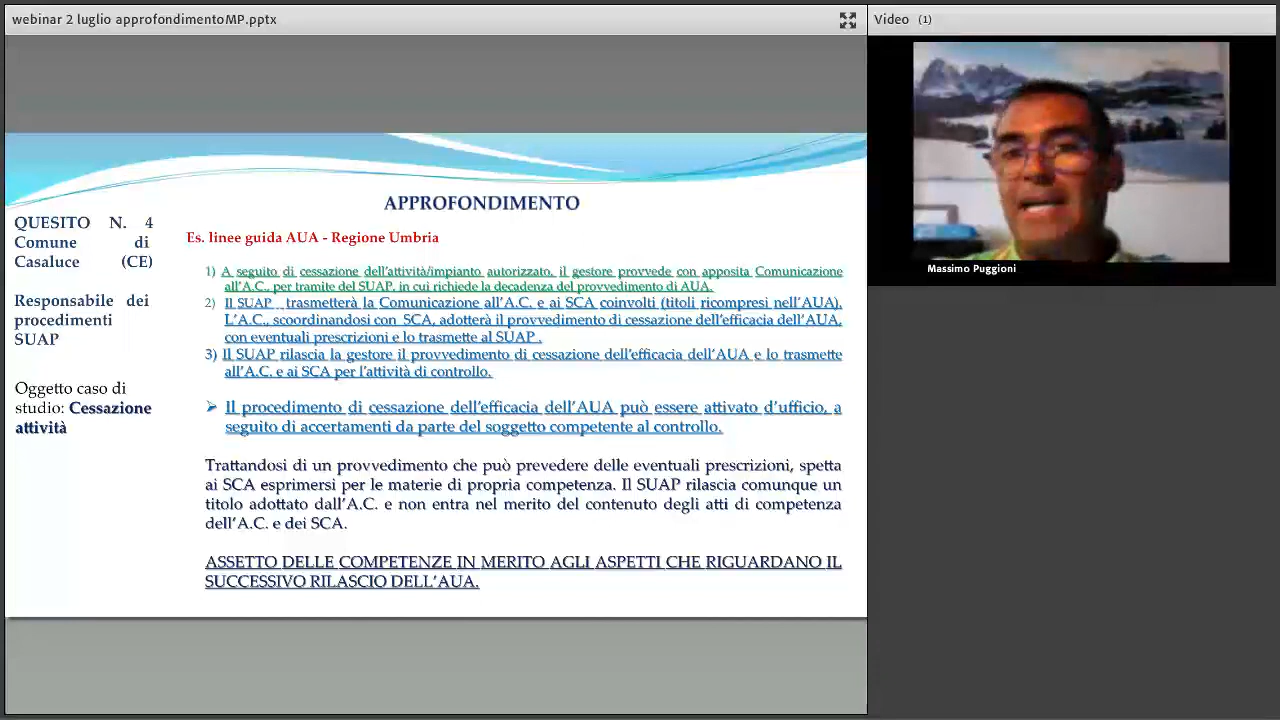 webinar 2 luglio approfondimentoMP.pptx
Video (1)
Massimo Puggioni
APPROFONDIMENTO
QUESITO N. 4
Comune di
Casaluce (CE)
Responsabile dei
procedimenti
SUAP
Oggetto caso di
studio: Cessazione
attività
Es. linee guida AUA - Regione Umbria
1) A seguito di cessazione dell'attività/impianto autorizzato, il gestore provvede con apposita Comunicazione
all'A.C., per tramite del SUAP, in cui richiede la decadenza del provvedimento di AUA.
2) Il SUAP trasmetterà la Comunicazione all'A.C. e ai SCA coinvolti (titoli ricompresi nell'AUA).
L'A.C., scoordinandosi con SCA, adotterà il provvedimento di cessazione dell'efficacia dell'AUA,
con eventuali prescrizioni e lo trasmette al SUAP .
3) Il SUAP rilascia la gestore il provvedimento di cessazione dell'efficacia dell'AUA e lo trasmette
all'A.C. e ai SCA per l'attività di controllo.
➢ Il procedimento di cessazione dell'efficacia dell'AUA può essere attivato d'ufficio, a
seguito di accertamenti da parte del soggetto competente al controllo.
Trattandosi di un provvedimento che può prevedere delle eventuali prescrizioni, spetta
ai SCA esprimersi per le materie di propria competenza. Il SUAP rilascia comunque un
titolo adottato dall'A.C. e non entra nel merito del contenuto degli atti di competenza
dell'A.C. e dei SCA.
ASSETTO DELLE COMPETENZE IN MERITO AGLI ASPETTI CHE RIGUARDANO IL
SUCCESSIVO RILASCIO DELL'AUA.